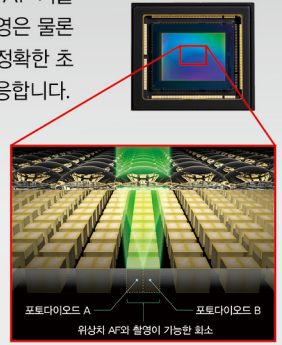 영은 물론
정확한 초
응합니다.
포토다이오드 A
포토다이오드 B
위상치 AF와 촬영이 가능한 화소